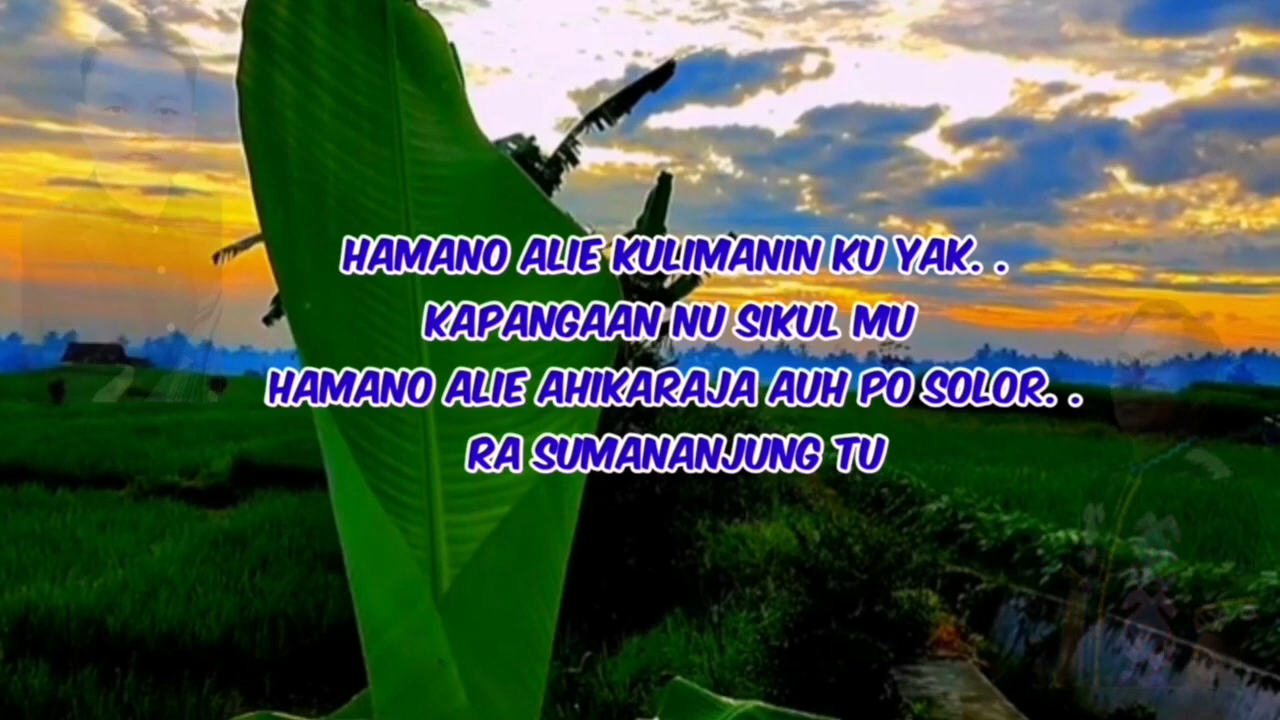 HAMANO ALIE KULIMANIN KU YAK. .
KAPANGAAN NU SIKUL MU
HAMANO ALIE AHIKARAJA AUH PO SOLOR. .
RA SUMANANJUNG TU